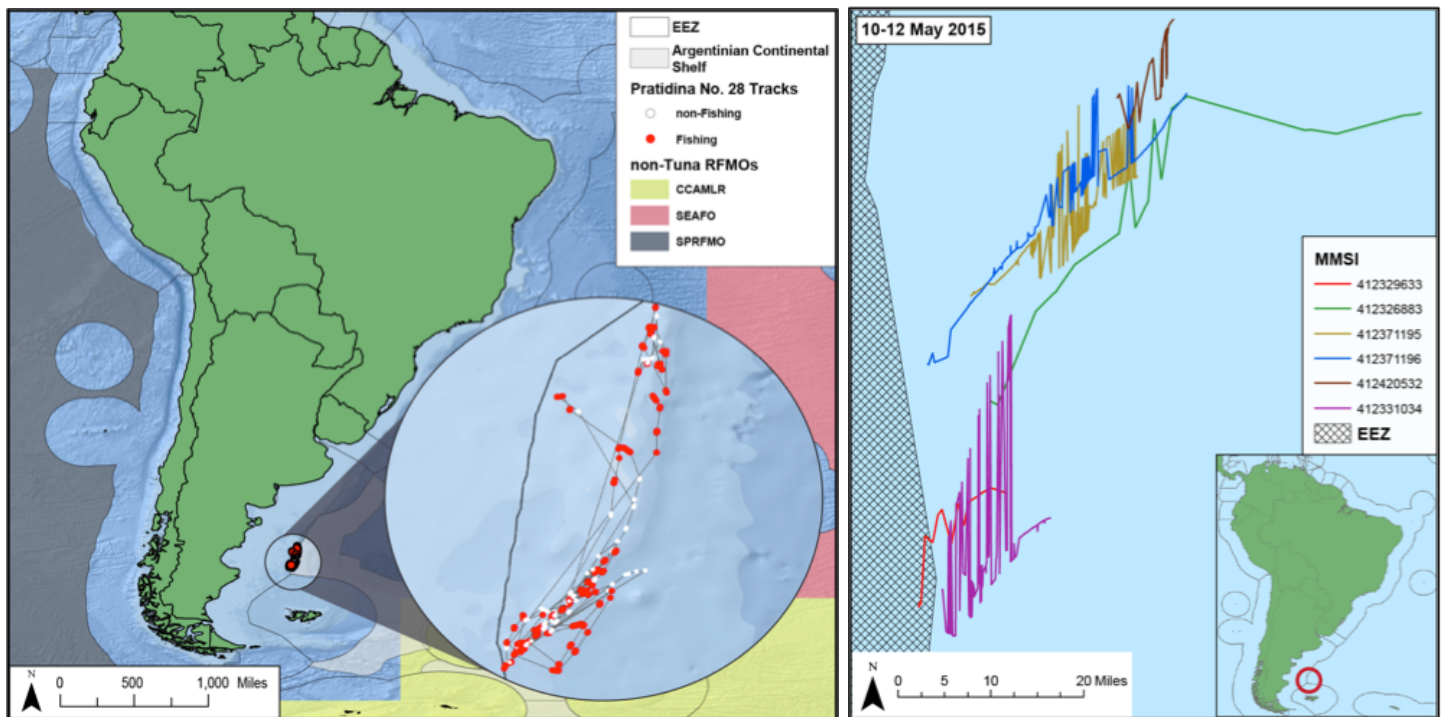 EEZ
Argentinian Continental
Shelf
Pratidina No. 28 Tracks
non-Fishing
Fishing
non-Tuna RFMOs
CCAMLR
SEAFO
SPRFMO
N
0 500 1,000 Miles
10-12 May 2015
MMSI
412329633
412326883
412371195
412371196
412420532
412331034
EEZ
N
0 5 10 20 Miles